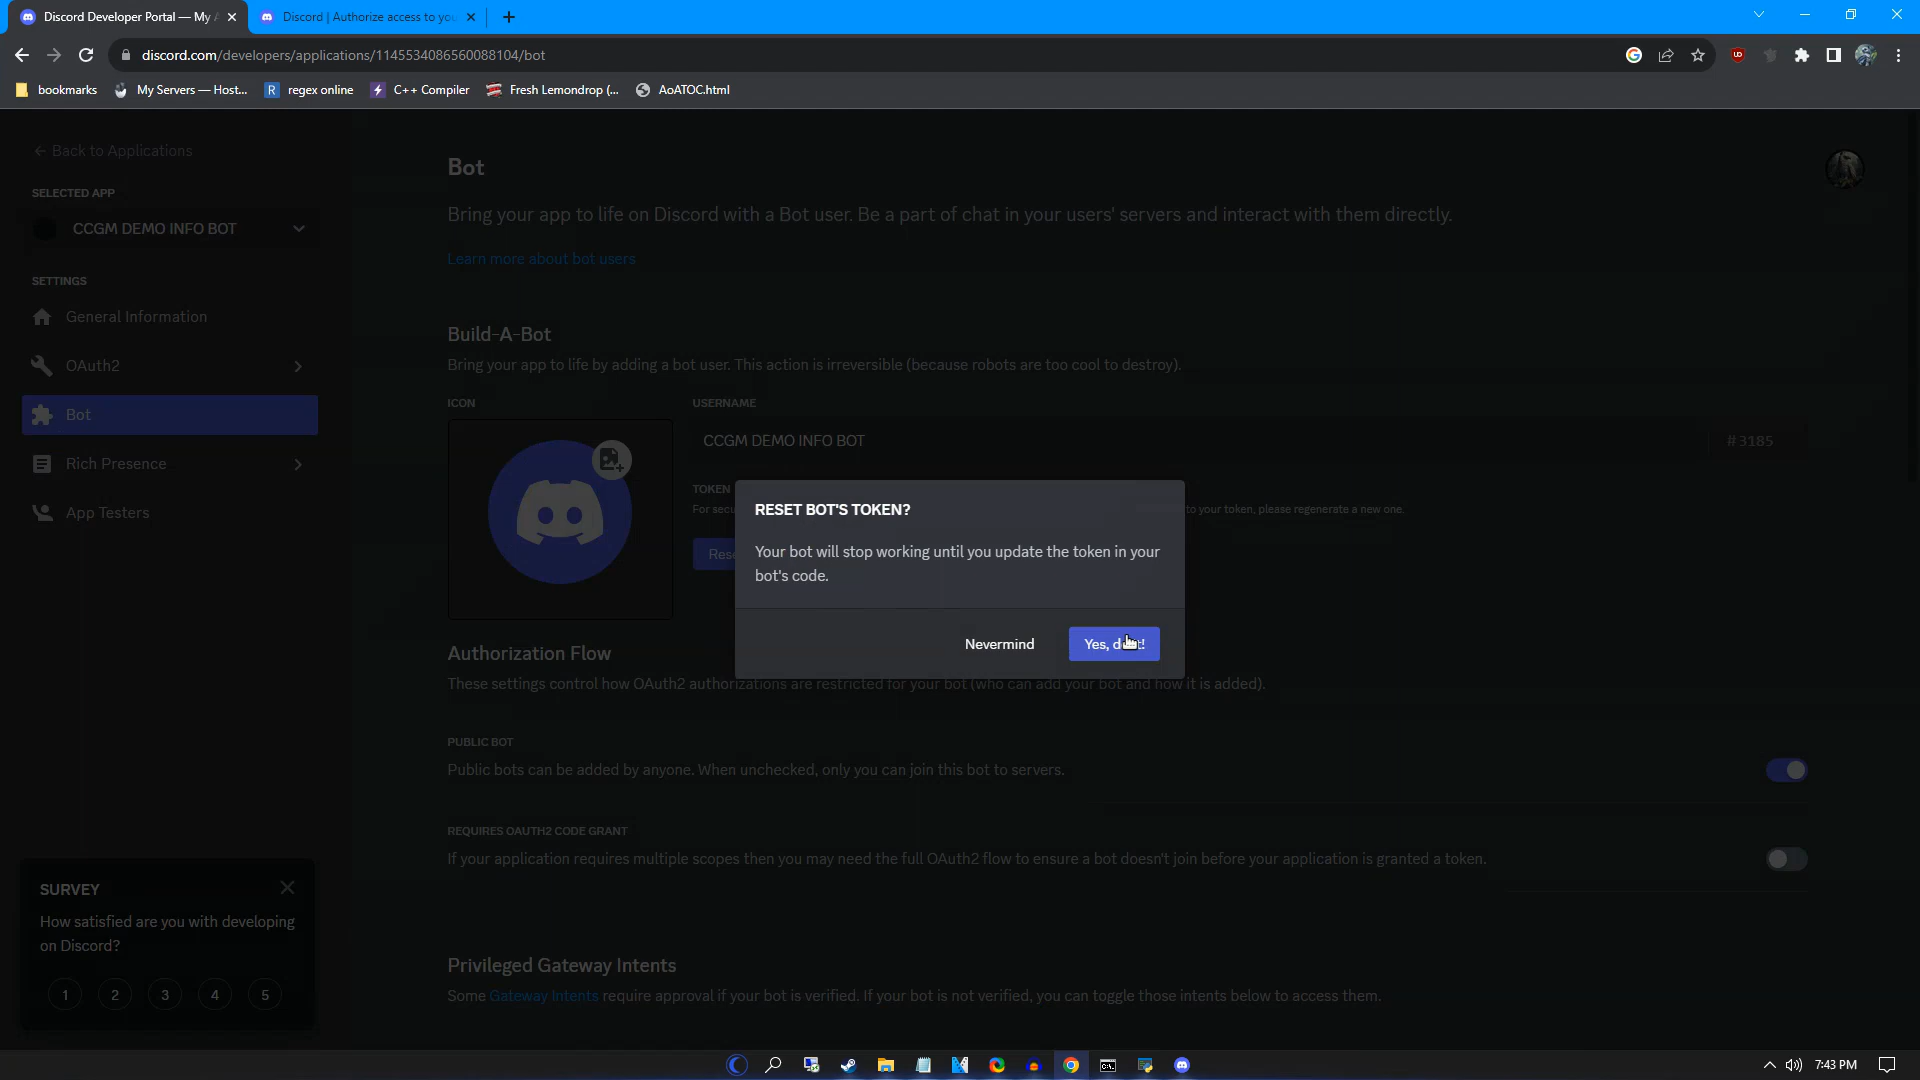 Discord Developer Portal — My A
Discord | Authorize access to you
discord.com/developers/applications/1145534086560088104/bot
bookmarks
My Servers — Host...
R
regex online
C++ Compiler
Fresh Lemondrop (...
AoATOC.html
← Back to Applications
SELECTED APP
CCGM DEMO INFO BOT
SETTINGS
General Information
OAuth2
Bot
Rich Presence
App Testers
SURVEY
How satisfied are you with developing
on Discord?
1 2 3 4 5
Bot
Bring your app to life on Discord with a Bot user. Be a part of chat in your users' servers and interact with them directly.
Learn more about bot users
Build-A-Bot
Bring your app to life by adding a bot user. This action is irreversible (because robots are too cool to destroy).
ICON
USERNAME
CCGM DEMO INFO BOT
# 3185
TOKEN
For secu
to your token, please regenerate a new one.
Rese
RESET BOT'S TOKEN?
Your bot will stop working until you update the token in your
bot's code.
Nevermind
Yes, d t!
Authorization Flow
These settings control how OAuth2 authorizations are restricted for your bot (who can add your bot and how it is added).
PUBLIC BOT
Public bots can be added by anyone. When unchecked, only you can join this bot to servers.
REQUIRES OAUTH2 CODE GRANT
If your application requires multiple scopes then you may need the full OAuth2 flow to ensure a bot doesn't join before your application is granted a token.
Privileged Gateway Intents
Some Gateway Intents require approval if your bot is verified. If your bot is not verified, you can toggle those intents below to access them.
7:43 PM